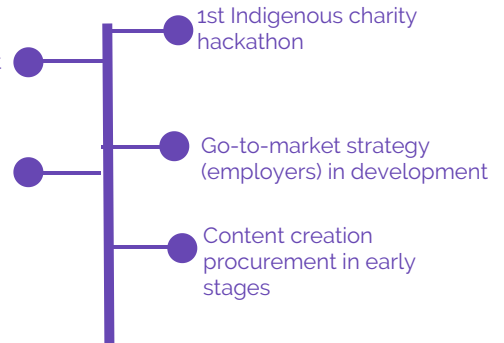 1st Indigenous charity
hackathon
Go-to-market strategy
(employers) in development
Content creation
procurement in early
stages